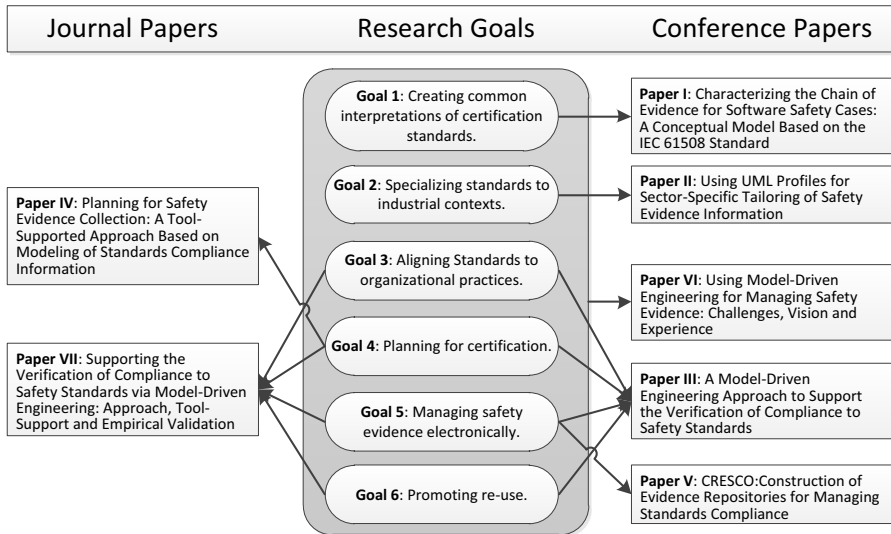 Journal Papers
Research Goals
Conference Papers
Goal 1: Creating common
interpretations of certification
standards.
Goal 2: Specializing standards to
industrial contexts.
Goal 3: Aligning Standards to
organizational practices.
Goal 4: Planning for certification.
Goal 5: Managing safety
evidence electronically.
Goal 6: Promoting re-use.
Paper IV: Planning for Safety
Evidence Collection: A Tool-
Supported Approach Based on
Modeling of Standards Compliance
Information
Paper VII: Supporting the
Verification of Compliance to
Safety Standards via Model-Driven
Engineering: Approach, Tool-
Support and Empirical Validation
Paper I: Characterizing the Chain of
Evidence for Software Safety Cases:
A Conceptual Model Based on the
IEC 61508 Standard
Paper II: Using UML Profiles for
Sector-Specific Tailoring of Safety
Evidence Information
Paper VI: Using Model-Driven
Engineering for Managing Safety
Evidence: Challenges, Vision and
Experience
Paper III: A Model-Driven
Engineering Approach to Support
the Verification of Compliance to
Safety Standards
Paper V: CRESCO:Construction of
Evidence Repositories for Managing
Standards Compliance